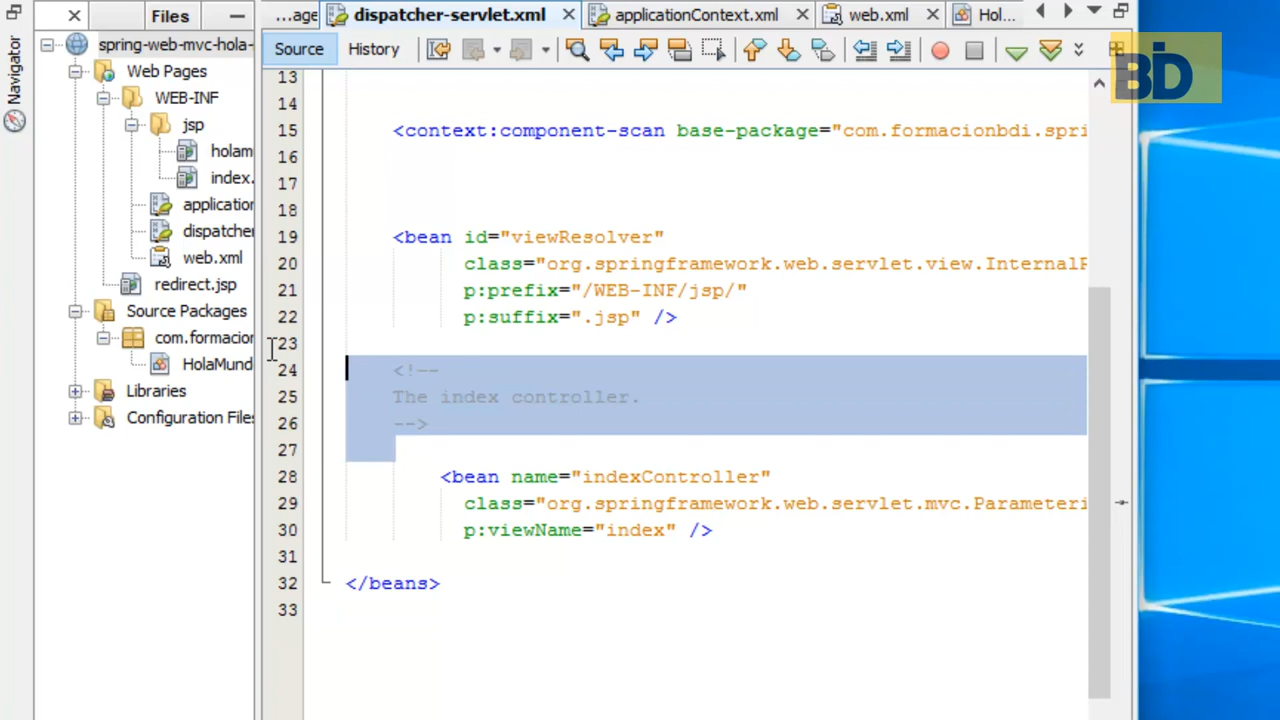 Files
...age
dispatcher-servlet.xml
applicationContext.xml
web.xml
Hol...
Navigator
spring-web-mvc-hola-
Web Pages
WEB-INF
jsp
holam
index.
application
dispatcher
web.xml
redirect.jsp
Source Packages
com.formacion
HolaMund
Libraries
Configuration Files
Source
History
BDI
13
14
15 <context:component-scan base-package="com.formacionbdi.spri
16
17
18
19 <bean id="viewResolver"
20 class="org.springframework.web.servlet.view.InternalR
21 p:prefix="/WEB-INF/jsp/"
22 p:suffix=".jsp" />
23
24 <!--
25 The index controller.
26 -->
27
28 <bean name="indexController"
29 class="org.springframework.web.servlet.mvc.Parameteri
30 p:viewName="index" />
31
32 </beans>
33